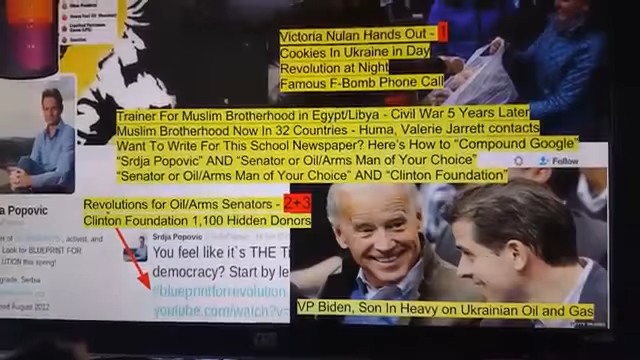 Victoria Nulan Hands Out - 1
Cookies In Ukraine in Day
Revolution at Night
Famous F-Bomb Phone Call
Trainer For Muslim Brotherhood in Egypt/Libya - Civil War 5 Years Later
Muslim Brotherhood Now In 32 Countries - Huma, Valerie Jarrett contacts
Want To Write For This School Newspaper? Here's How to "Compound Google"
"Srdja Popovic" AND "Senator or Oil/Arms Man of Your Choice"
"Senator or Oil/Arms Man of Your Choice" AND "Clinton Foundation"
Follow
Revolutions for Oil/Arms Senators - 2+3
Clinton Foundation 1,100 Hidden Donors
a Popovic
Srdja Popovic
activist, and
Look for BLUEPRINT FOR
UTION this spring!
grade, Serbia
ed August 2012
You feel like it`s THE TI
democracy? Start by le
#blueprintforrevolution
youtube.com/watch?v=
VP Biden, Son In Heavy on Ukrainian Oil and Gas